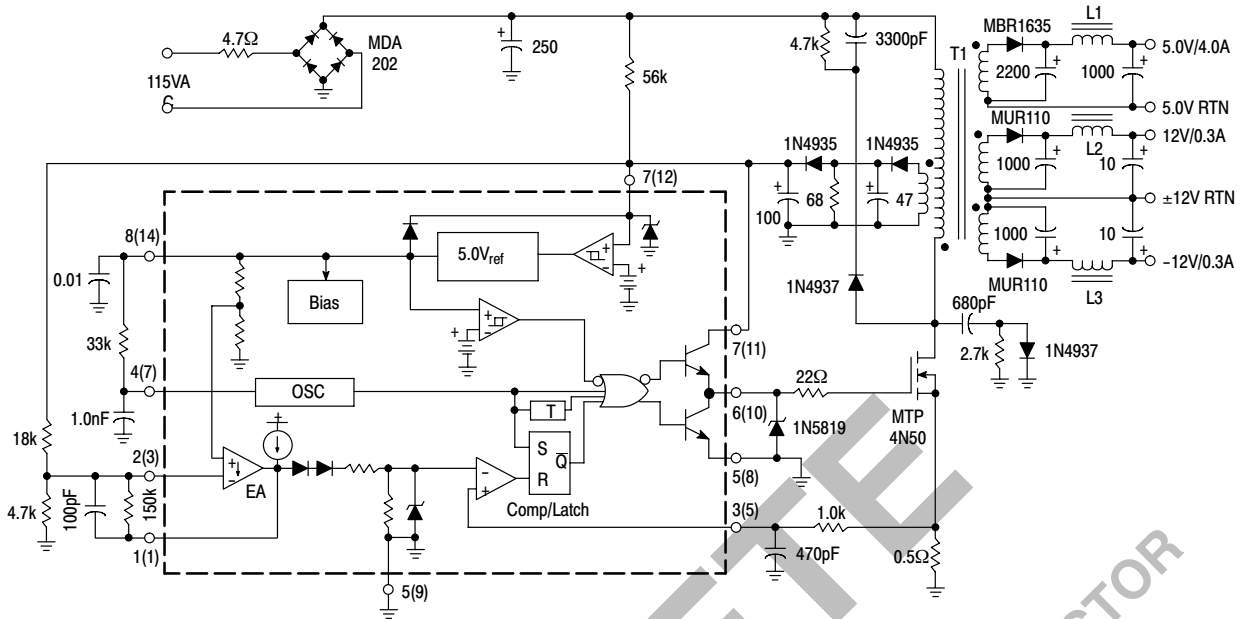 4.7Ω
MDA
202
115VA
+
250
56k
4.7k
3300pF
T1
MBR1635
L1
5.0V/4.0A
+
2200
+
1000
5.0V RTN
MUR110
12V/0.3A
L2
1000
+
10
+
±12V RTN
1000
+
10
+
MUR110
–12V/0.3A
L3
1N4935
1N4935
7(12)
+
100
68
+
47
8(14)
0.01
5.0Vref
Bias
+
–
+
+
–
+
1N4937
680pF
2.7k
1N4937
33k
4(7)
OSC
1.0nF
T
7(11)
22Ω
6(10)
1N5819
MTP
4N50
18k
2(3)
+
–
EA
S
R
Q
–
+
Comp/Latch
5(8)
4.7k
100pF
150k
1(1)
3(5)
1.0k
470pF
0.5Ω
5(9)